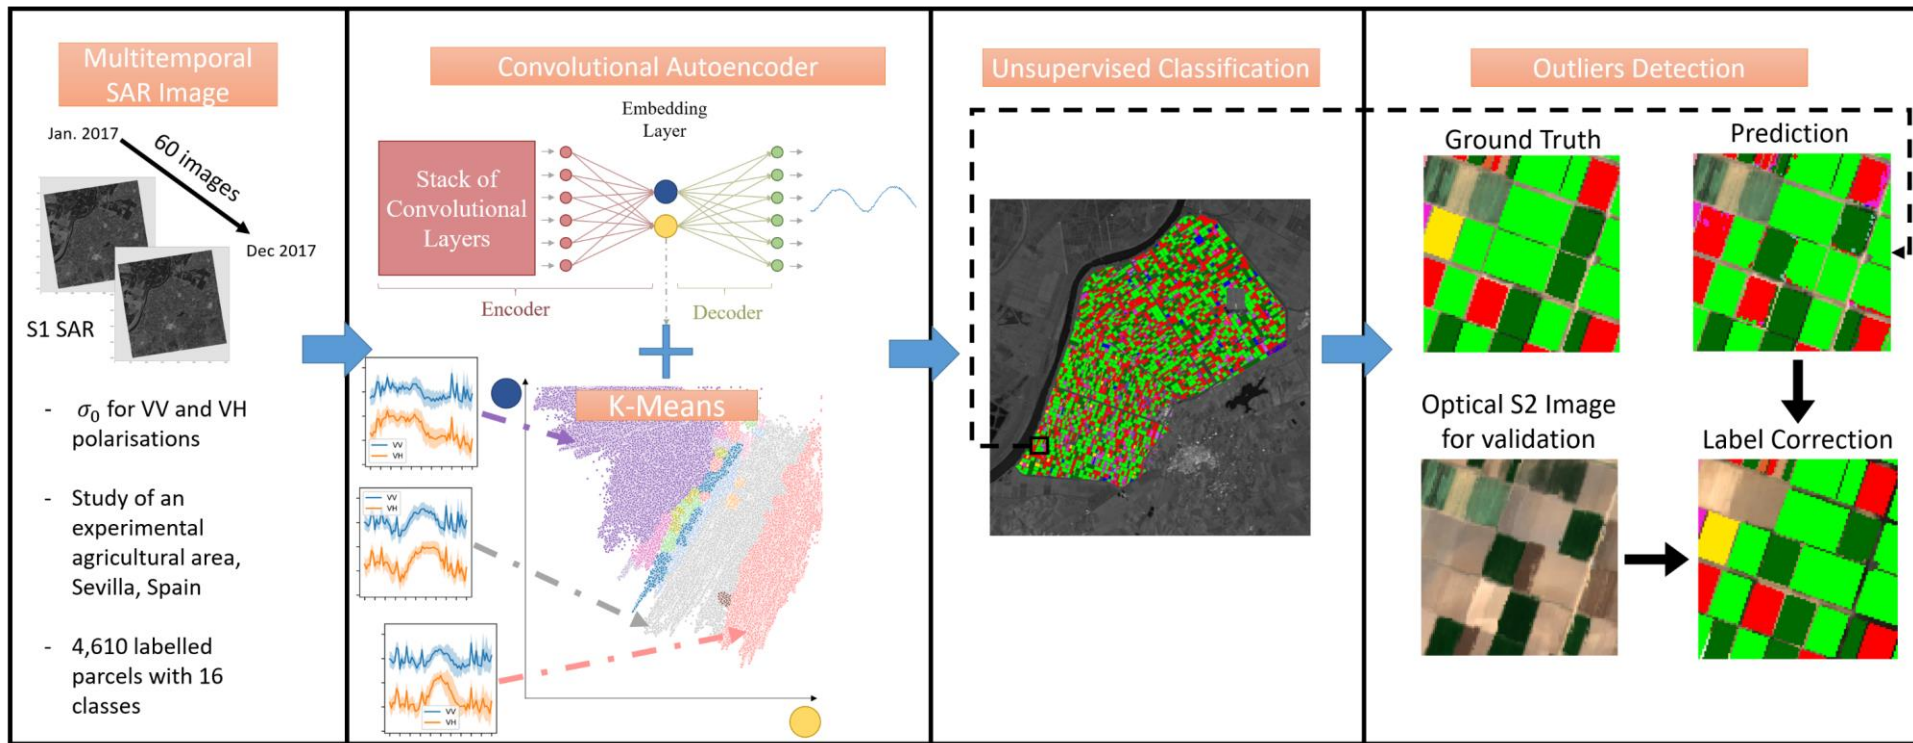 Multitemporal
SAR Image
Jan. 2017
60 images
Dec 2017
S1 SAR
- σ₀ for VV and VH
polarisations
- Study of an
experimental
agricultural area,
Sevilla, Spain
- 4,610 labelled
parcels with 16
classes
Convolutional Autoencoder
Embedding
Layer
Stack of
Convolutional
Layers
Encoder
Decoder
K-Means
VV
VH
VV
VH
VV
VH
Unsupervised Classification
Outliers Detection
Ground Truth
Prediction
Optical S2 Image
for validation
Label Correction